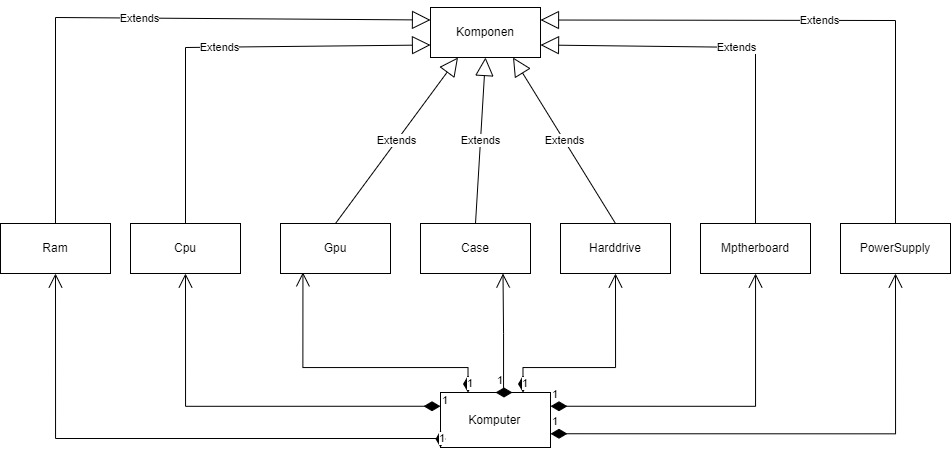 Extends
Komponen
Extends
Extends
Extends
Extends
Extends
Extends
Extends
Ram
Cpu
Gpu
Case
Harddrive
Mptherboard
PowerSupply
1
1
1
1
1
Komputer
1
1